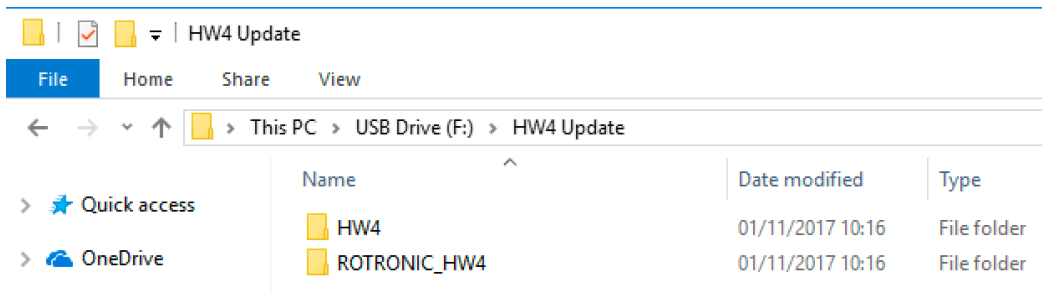 HW4 Update
File Home Share View
This PC > USB Drive (F:) > HW4 Update
Name Date modified Type
Quick access
HW4 01/11/2017 10:16 File folder
OneDrive
ROTRONIC_HW4 01/11/2017 10:16 File folder